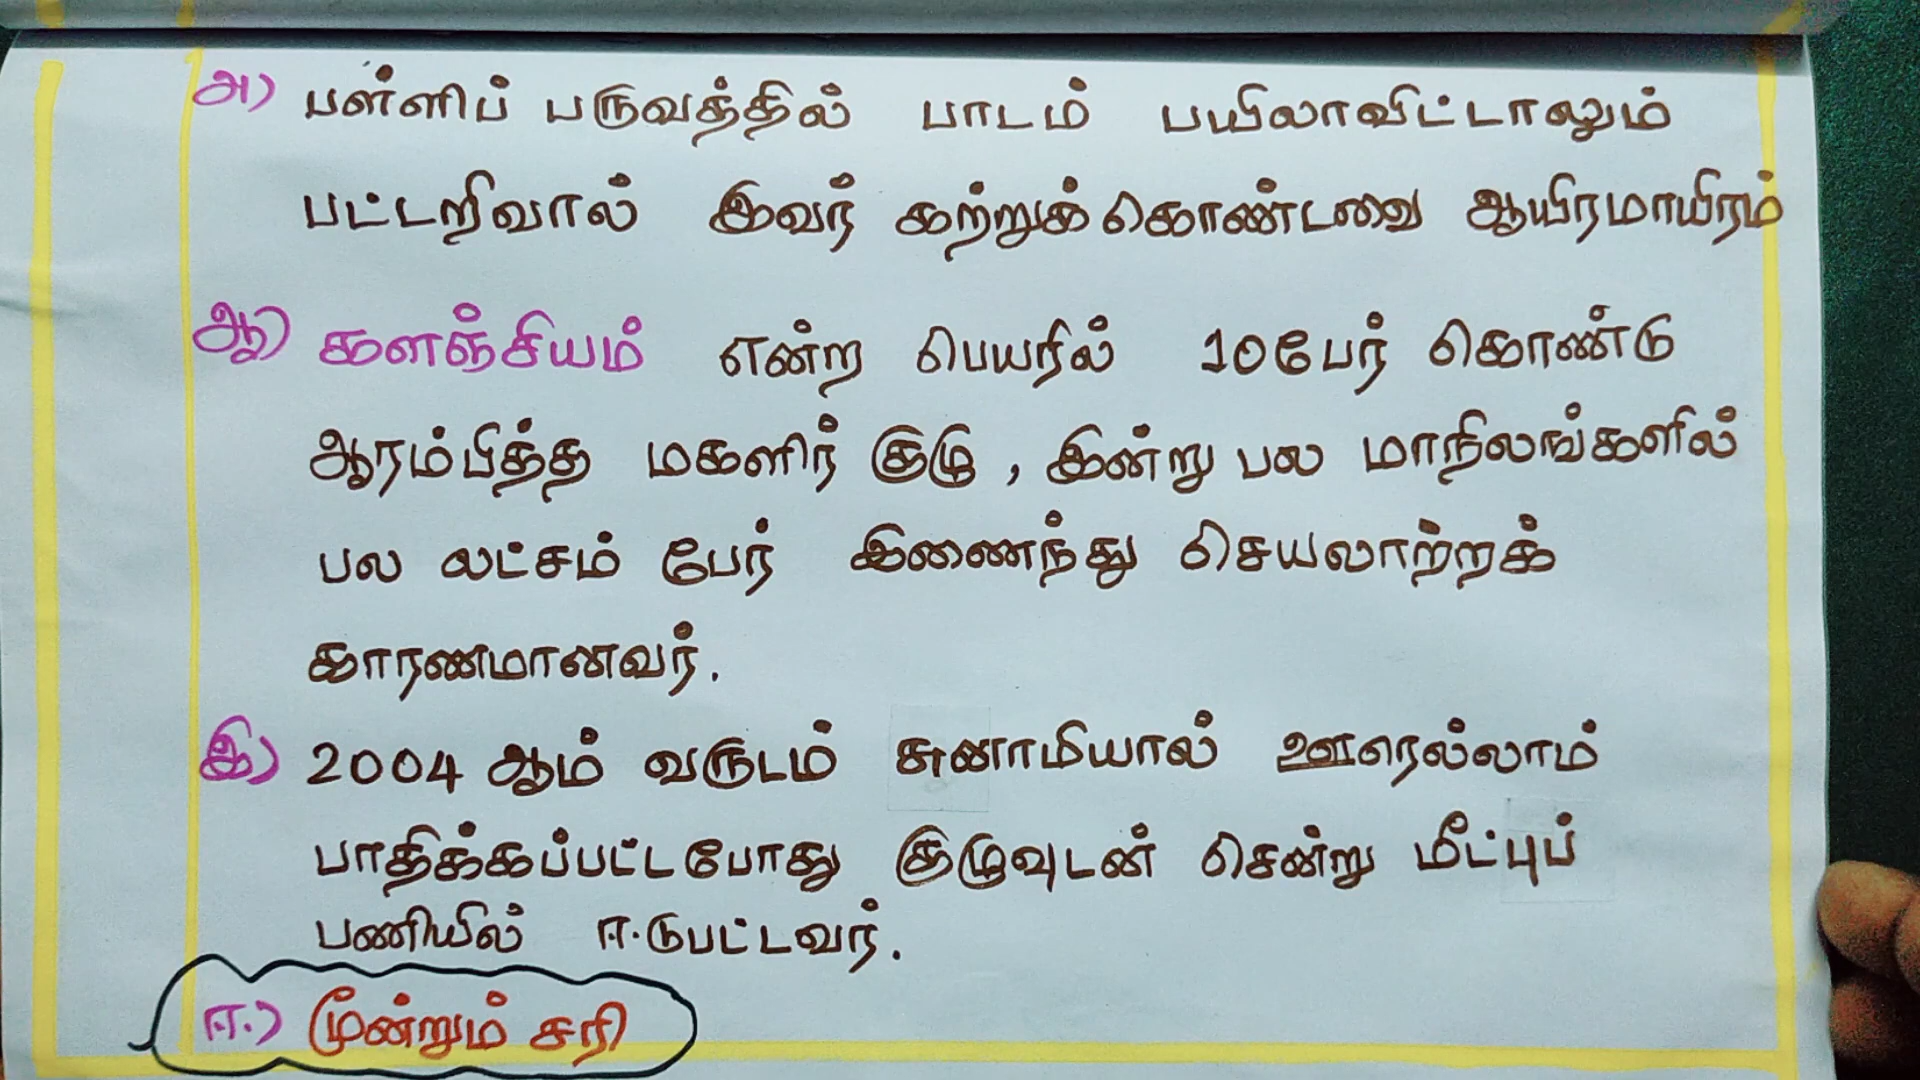 அ) பள்ளிப் பருவத்தில் பாடம் பயிலாவிட்டாலும்
பட்டறிவால் இவர் கற்றுக்கொண்டவை ஆயிரமாயிரம்
ஆ) களஞ்சியம் என்ற பெயரில் 10பேர் கொண்டு
ஆரம்பித்த மகளிர் குழு, இன்று பல மாநிலங்களில்
பல லட்சம் பேர் இணைந்து செயலாற்றக்
காரணமானவர்.
இ) 2004 ஆம் வருடம் சுனாமியால் ஊரெல்லாம்
பாதிக்கப்பட்டபோது குழுவுடன் சென்று மீட்புப்
பணியில் ஈடுபட்டவர்.
ஈ) மூன்றும் சரி